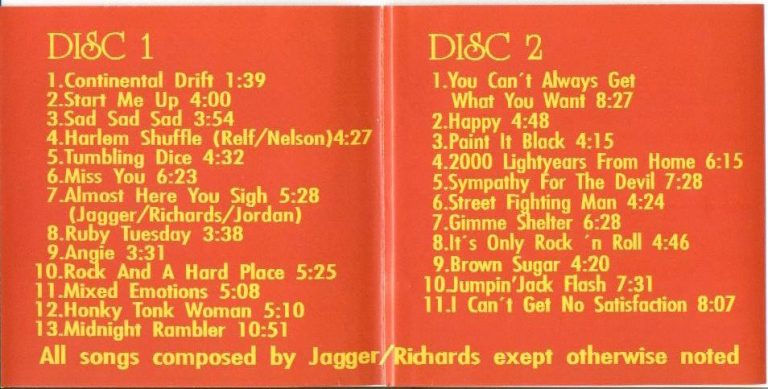 DISC 1
1.Continental Drift 1:39
2.Start Me Up 4:00
3.Sad Sad Sad 3:54
4.Harlem Shuffle (Relf/Nelson)4:27
5.Tumbling Dice 4:32
6.Miss You 6:23
7.Almost Here You Sigh 5:28
(Jagger/Richards/Jordan)
8.Ruby Tuesday 3:38
9.Angie 3:31
10.Rock And A Hard Place 5:25
11.Mixed Emotions 5:08
12.Honky Tonk Woman 5:10
13.Midnight Rambler 10:51
DISC 2
1.You Can´t Always Get
What You Want 8:27
2.Happy 4:48
3.Paint It Black 4:15
4.2000 Lightyears From Home 6:15
5.Sympathy For The Devil 7:28
6.Street Fighting Man 4:24
7.Gimme Shelter 6:28
8.It´s Only Rock ´n Roll 4:46
9.Brown Sugar 4:20
10.Jumpin'Jack Flash 7:31
11.I Can´t Get No Satisfaction 8:07
All songs composed by Jagger/Richards exept otherwise noted